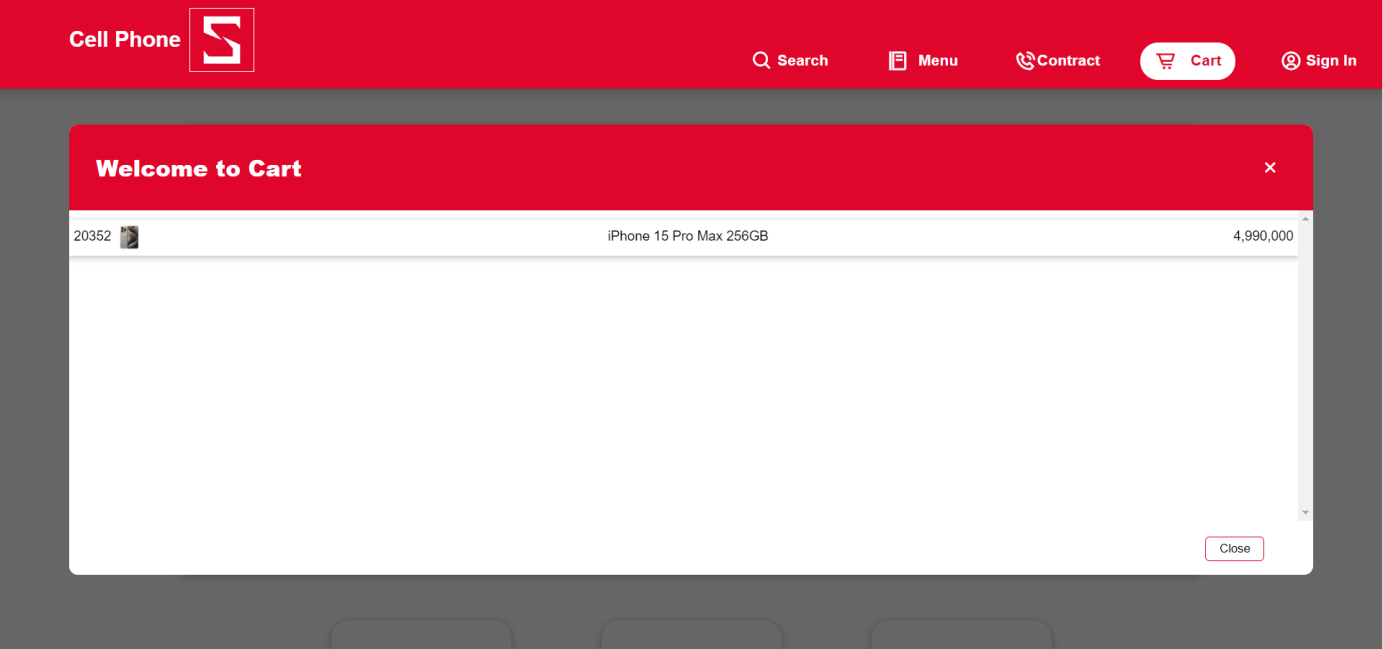 Cell Phone S
Search Menu Contract Cart Sign In
Welcome to Cart ×
20352 iPhone 15 Pro Max 256GB 4,990,000
Close